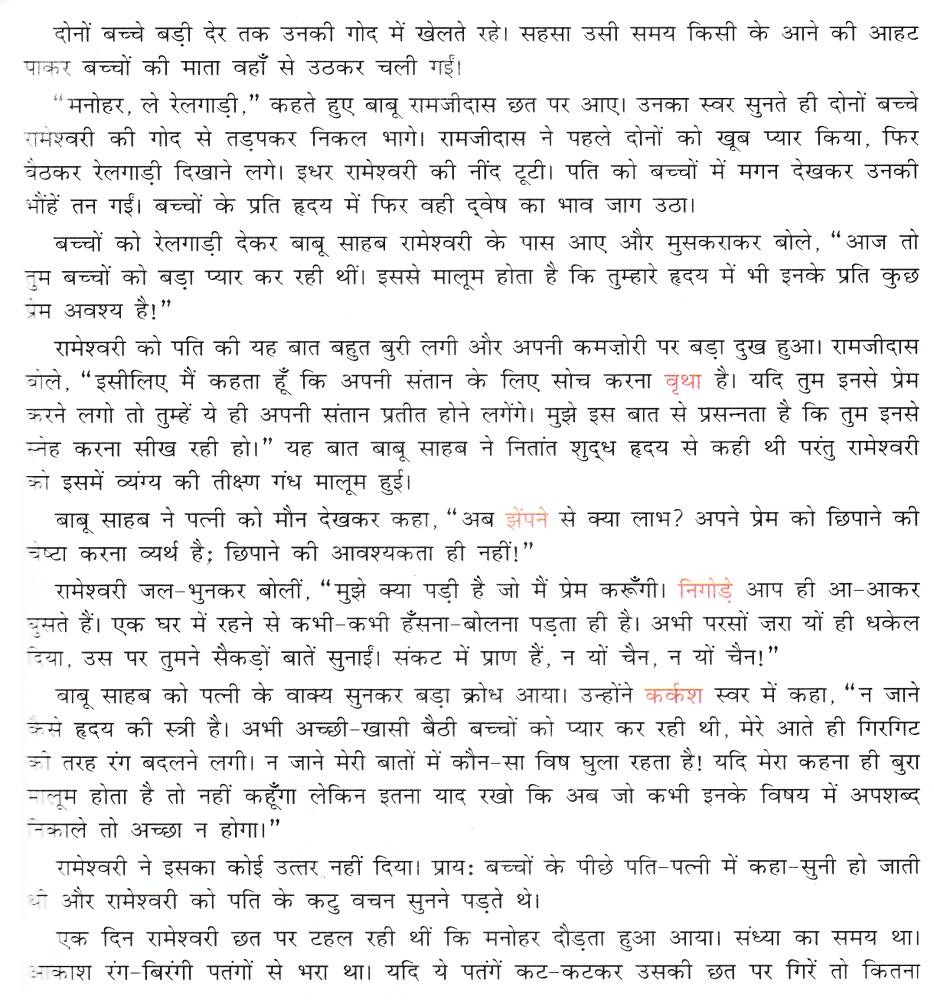 दोनों बच्चे बड़ी देर तक उनकी गोद में खेलते रहे। सहसा उसी समय किसी के आने की आहट
पाकर बच्चों की माता वहाँ से उठकर चली गईं।
“मनोहर, ले रेलगाड़ी,” कहते हुए बाबू रामजीदास छत पर आए। उनका स्वर सुनते ही दोनों बच्चे
रामेश्वरी की गोद से तड़पकर निकल भागे। रामजीदास ने पहले दोनों को खूब प्यार किया, फिर
बैठकर रेलगाड़ी दिखाने लगे। इधर रामेश्वरी की नींद टूटी। पति को बच्चों में मगन देखकर उनकी
भौंहें तन गईं। बच्चों के प्रति हृदय में फिर वही द्वेष का भाव जाग उठा।
बच्चों को रेलगाड़ी देकर बाबू साहब रामेश्वरी के पास आए और मुसकराकर बोले, “आज तो
तुम बच्चों को बड़ा प्यार कर रही थीं। इससे मालूम होता है कि तुम्हारे हृदय में भी इनके प्रति कुछ
प्रेम अवश्य है!”
रामेश्वरी को पति की यह बात बहुत बुरी लगी और अपनी कमज़ोरी पर बड़ा दुख हुआ। रामजीदास
बोले, “इसीलिए मैं कहता हूँ कि अपनी संतान के लिए सोच करना वृथा है। यदि तुम इनसे प्रेम
करने लगो तो तुम्हें ये ही अपनी संतान प्रतीत होने लगेंगे। मुझे इस बात से प्रसन्नता है कि तुम इनसे
स्नेह करना सीख रही हो।” यह बात बाबू साहब ने नितांत शुद्ध हृदय से कही थी परंतु रामेश्वरी
को इसमें व्यंग्य की तीक्ष्ण गंध मालूम हुई।
बाबू साहब ने पत्नी को मौन देखकर कहा, “अब झेंपने से क्या लाभ? अपने प्रेम को छिपाने की
चेष्टा करना व्यर्थ है; छिपाने की आवश्यकता ही नहीं!”
रामेश्वरी जल-भुनकर बोलीं, “मुझे क्या पड़ी है जो मैं प्रेम करूँगी। निगोड़े आप ही आ-आकर
घुसते हैं। एक घर में रहने से कभी-कभी हँसना-बोलना पड़ता ही है। अभी परसों ज़रा यों ही धकेल
दिया, उस पर तुमने सैकड़ों बातें सुनाईं। संकट में प्राण हैं, न यों चैन, न यों चैन!”
बाबू साहब को पत्नी के वाक्य सुनकर बड़ा क्रोध आया। उन्होंने कर्कश स्वर में कहा, “न जाने
कैसे हृदय की स्त्री है। अभी अच्छी-खासी बैठी बच्चों को प्यार कर रही थी, मेरे आते ही गिरगिट
की तरह रंग बदलने लगी। न जाने मेरी बातों में कौन-सा विष घुला रहता है! यदि मेरा कहना ही बुरा
मालूम होता है तो नहीं कहूँगा लेकिन इतना याद रखो कि अब जो कभी इनके विषय में अपशब्द
निकाले तो अच्छा न होगा।”
रामेश्वरी ने इसका कोई उत्तर नहीं दिया। प्राय: बच्चों के पीछे पति-पत्नी में कहा-सुनी हो जाती
थी और रामेश्वरी को पति के कटु वचन सुनने पड़ते थे।
एक दिन रामेश्वरी छत पर टहल रही थीं कि मनोहर दौड़ता हुआ आया। संध्या का समय था।
आकाश रंग-बिरंगी पतंगों से भरा था। यदि ये पतंगें कट-कटकर उसकी छत पर गिरें तो कितना